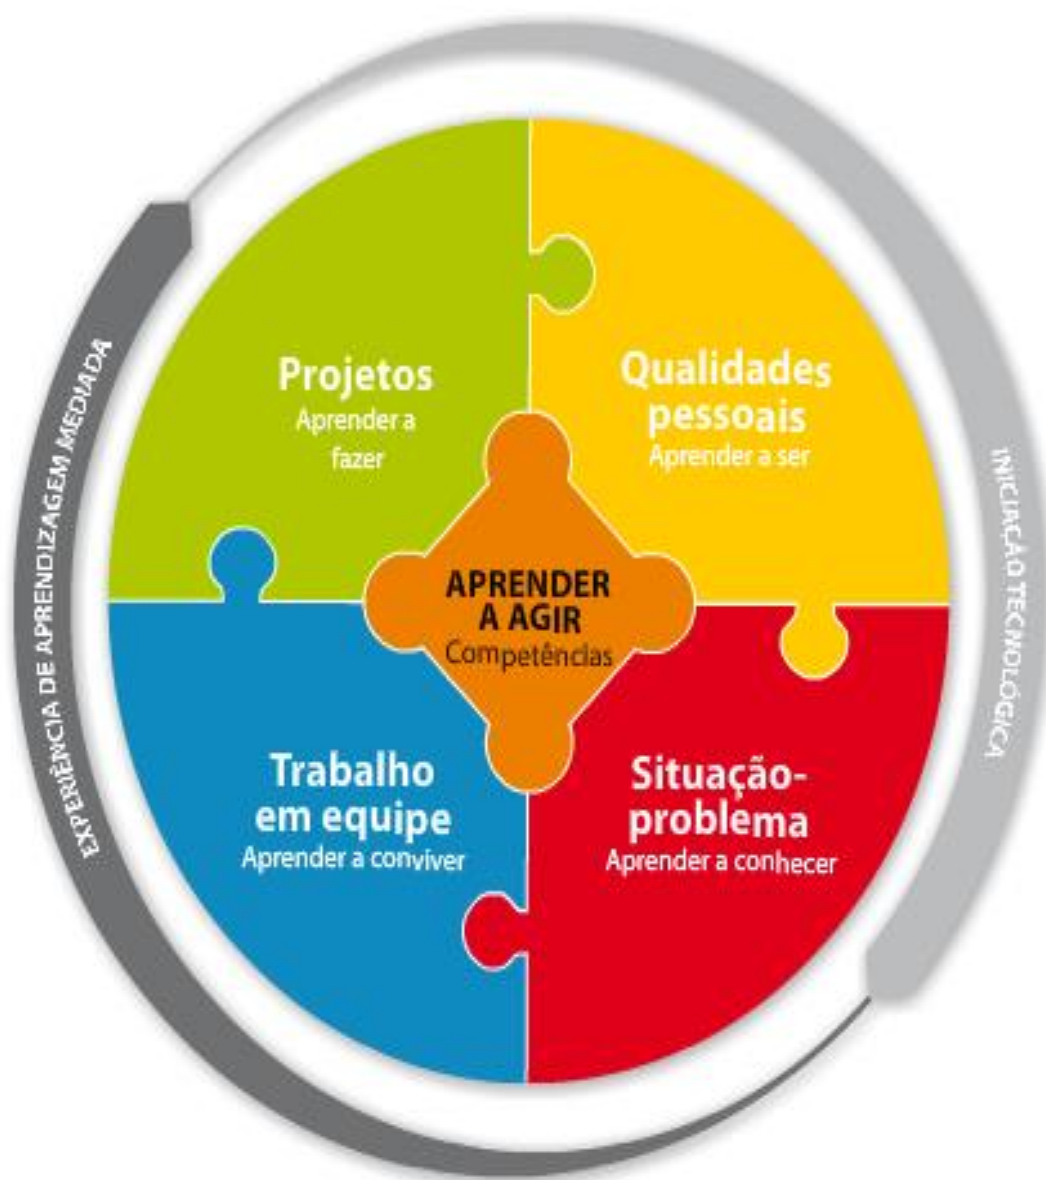 EXPERIÊNCIA DE APRENDIZAGEM MEDIADA
Projetos
Aprender a
fazer
Qualidades
pessoais
Aprender a ser
APRENDER
A AGIR
Competências
Trabalho
em equipe
Aprender a conviver
Situação-
problema
Aprender a conhecer
INICIAÇÃO TECNOLÓGICA